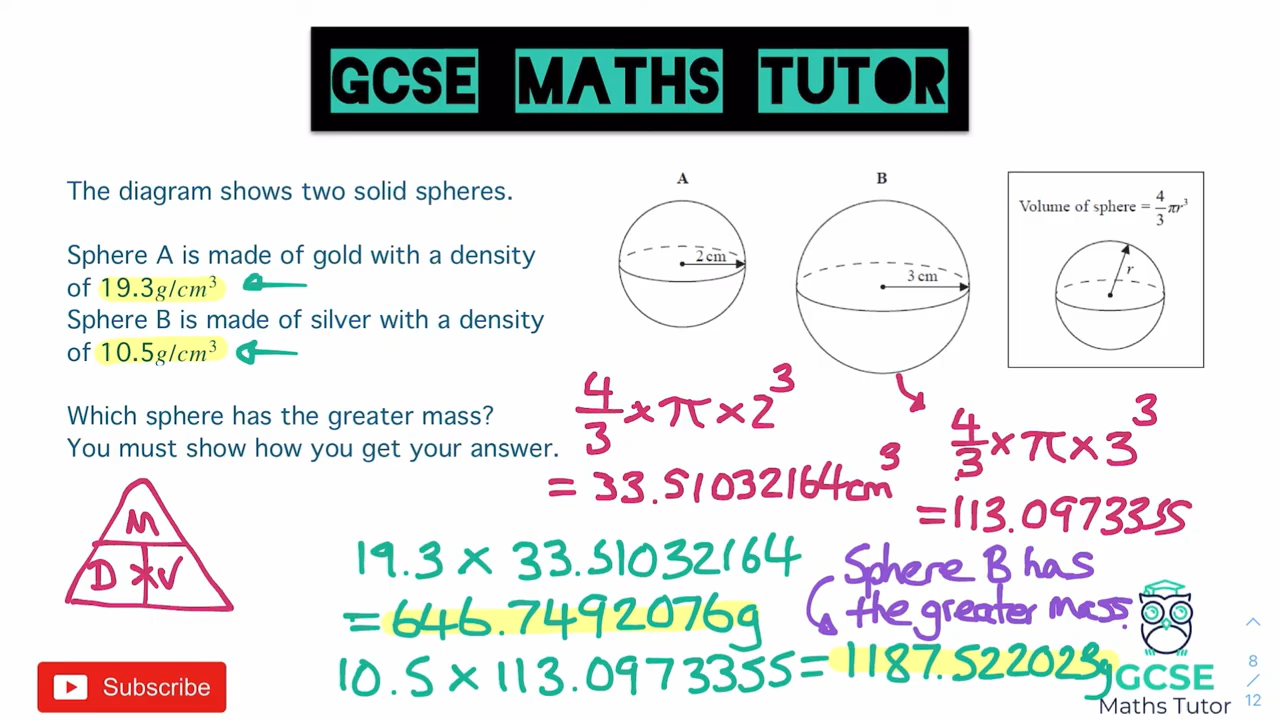 GCSE MATHS TUTOR
The diagram shows two solid spheres.
Sphere A is made of gold with a density
of 19.3g/cm³
Sphere B is made of silver with a density
of 10.5g/cm³
Which sphere has the greater mass?
You must show how you get your answer.
A
2 cm
B
3 cm
Volume of sphere = 4/3 πr³
r
4/3 × π × 2³
= 33.51032164cm³
4/3 × π × 3³
=113.0973355
M
D × V
19.3 × 33.51032164
= 646.7492076g
10.5 × 113.0973355 = 1187.522023g
Sphere B has
the greater mass.
Subscribe
GCSE
Maths Tutor
8
/
12